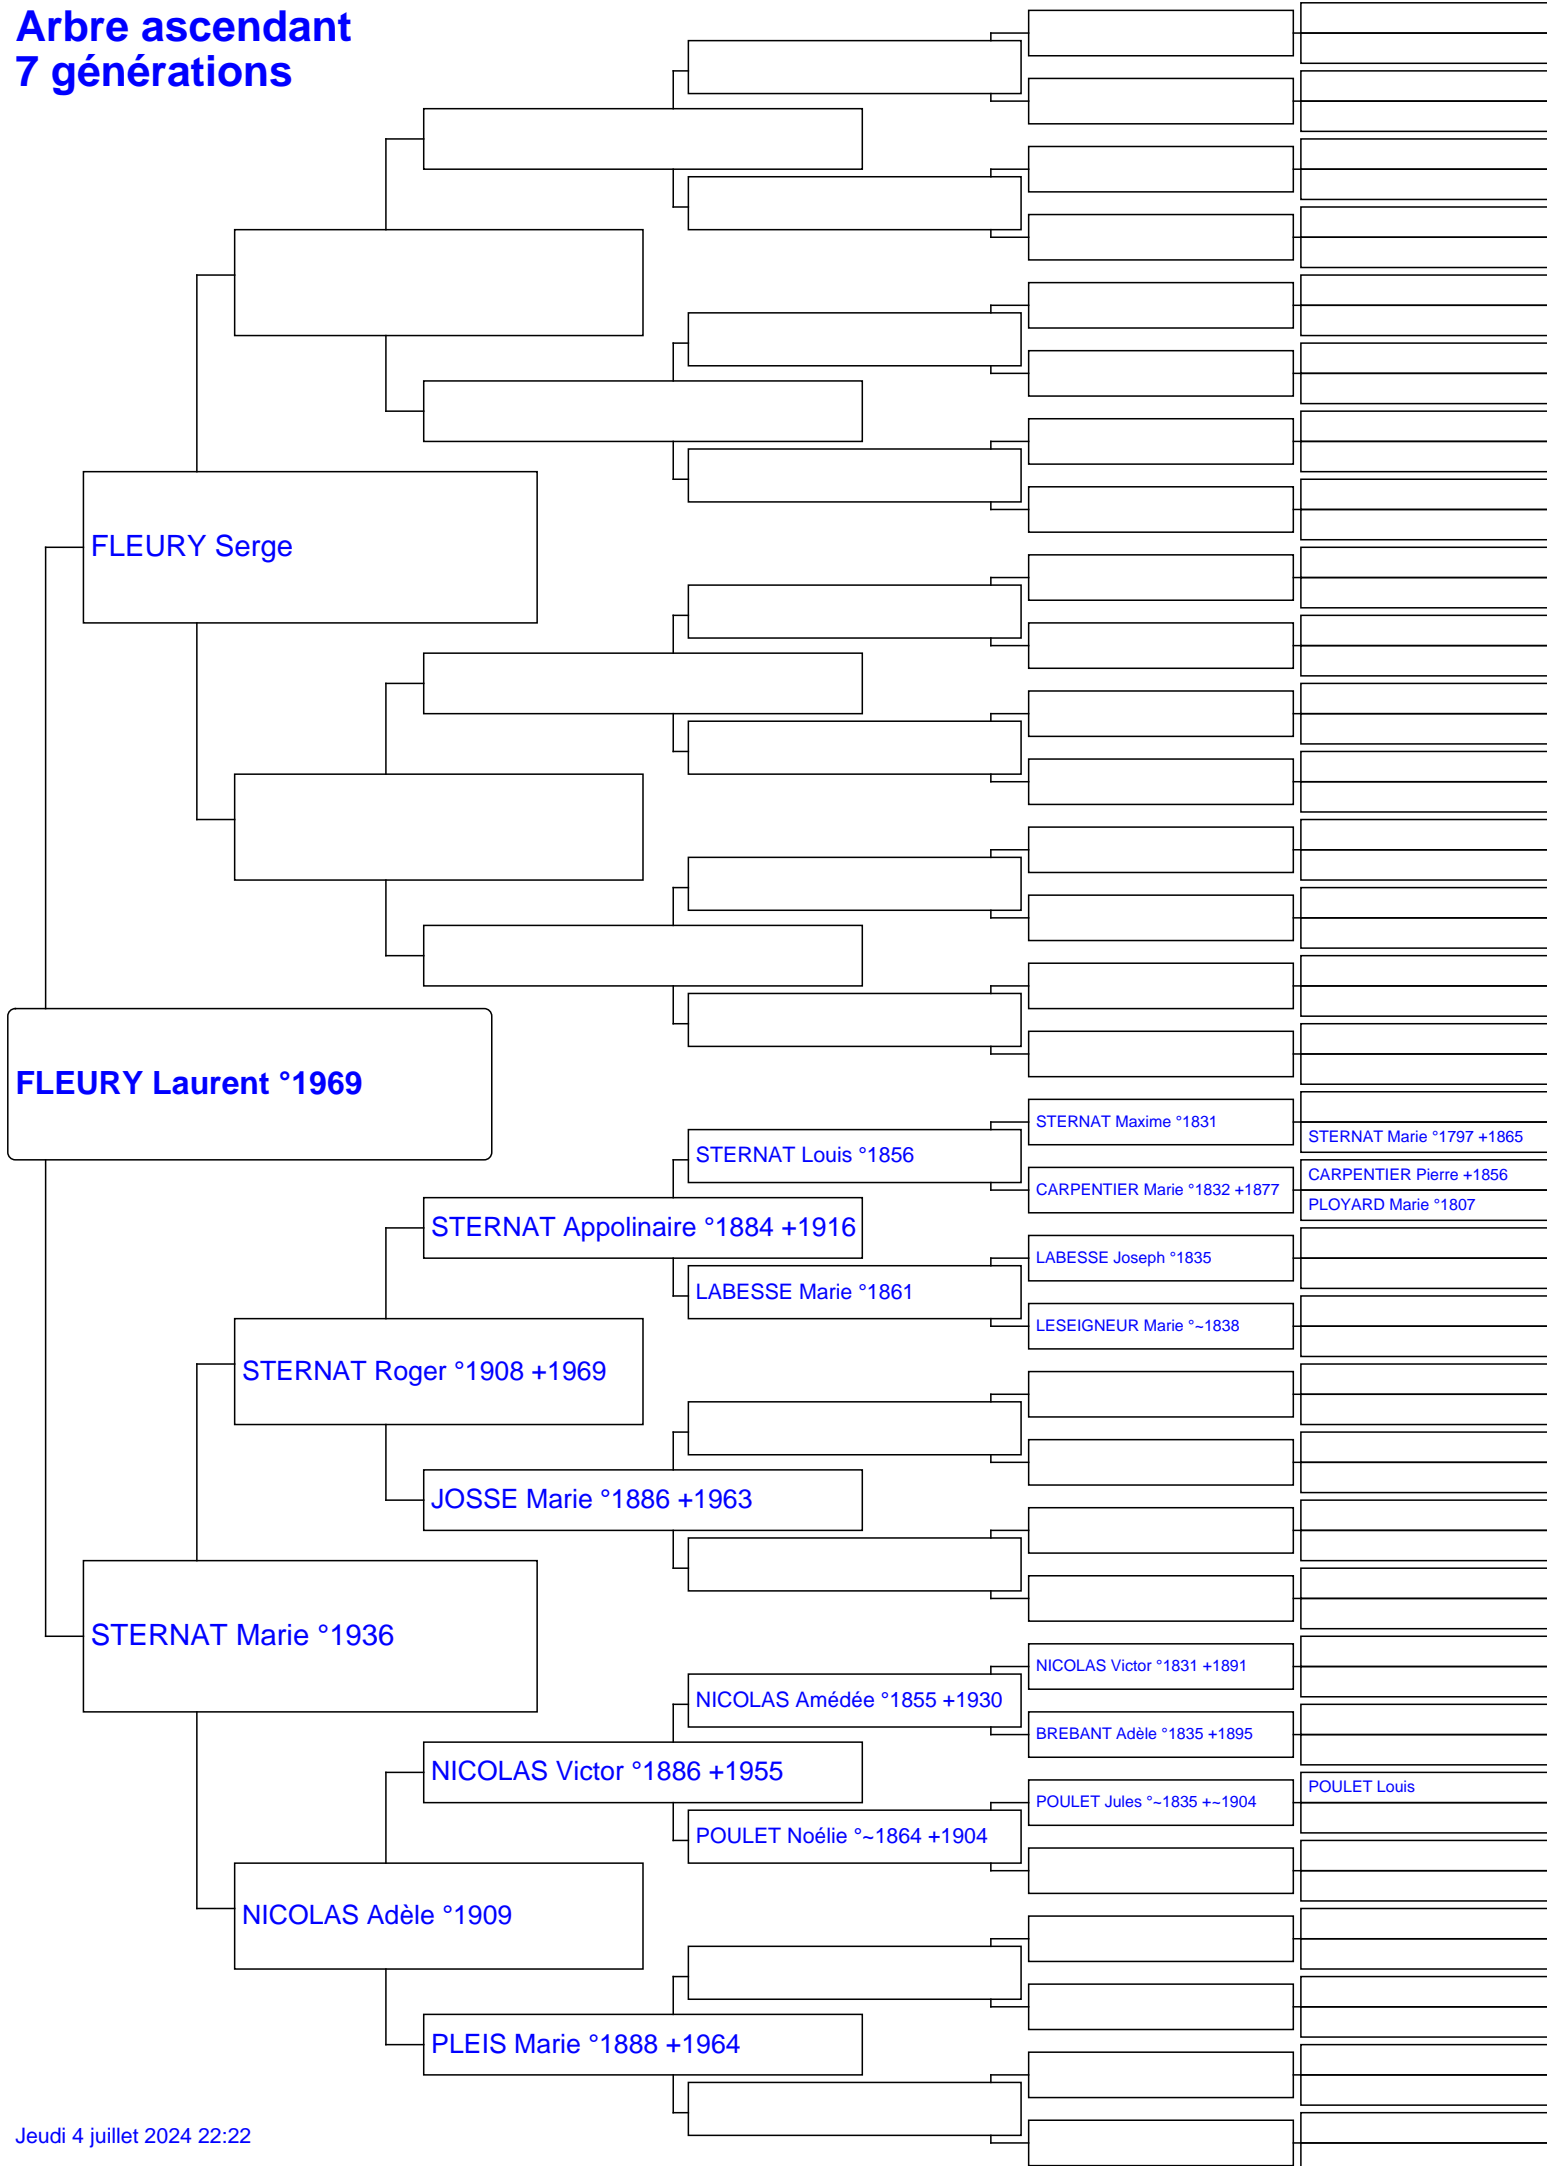 Arbre ascendant
7 générations
FLEURY Serge
FLEURY Laurent °1969
STERNAT Maxime °1831
STERNAT Marie °1797 +1865
STERNAT Louis °1856
CARPENTIER Pierre +1856
CARPENTIER Marie °1832 +1877
PLOYARD Marie °1807
STERNAT Appolinaire °1884 +1916
LABESSE Joseph °1835
LABESSE Marie °1861
LESEIGNEUR Marie °~1838
STERNAT Roger °1908 +1969
JOSSE Marie °1886 +1963
STERNAT Marie °1936
NICOLAS Victor °1831 +1891
NICOLAS Amédée °1855 +1930
BREBANT Adèle °1835 +1895
NICOLAS Victor °1886 +1955
POULET Louis
POULET Jules °~1835 +~1904
POULET Noélie °~1864 +1904
NICOLAS Adèle °1909
PLEIS Marie °1888 +1964
Jeudi 4 juillet 2024 22:22